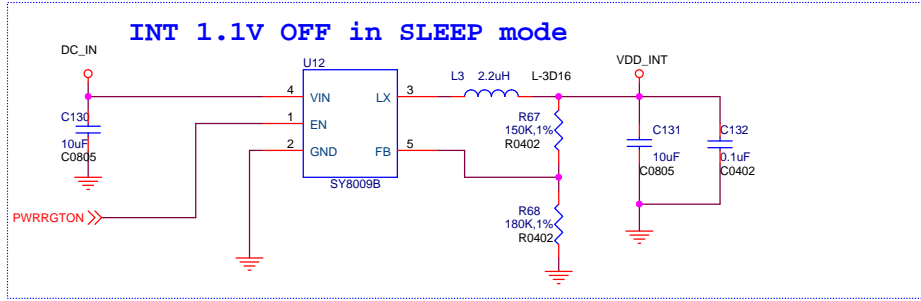 INT 1.1V OFF in SLEEP mode
DC_IN
U12
L3 2.2uH L-3D16
VDD_INT
4 VIN LX 3
C130
10uF
C0805
1 EN
2 GND FB 5
SY8009B
R67
150K,1%
R0402
C131
10uF
C0805
C132
0.1uF
C0402
PWRRGTON
R68
180K,1%
R0402